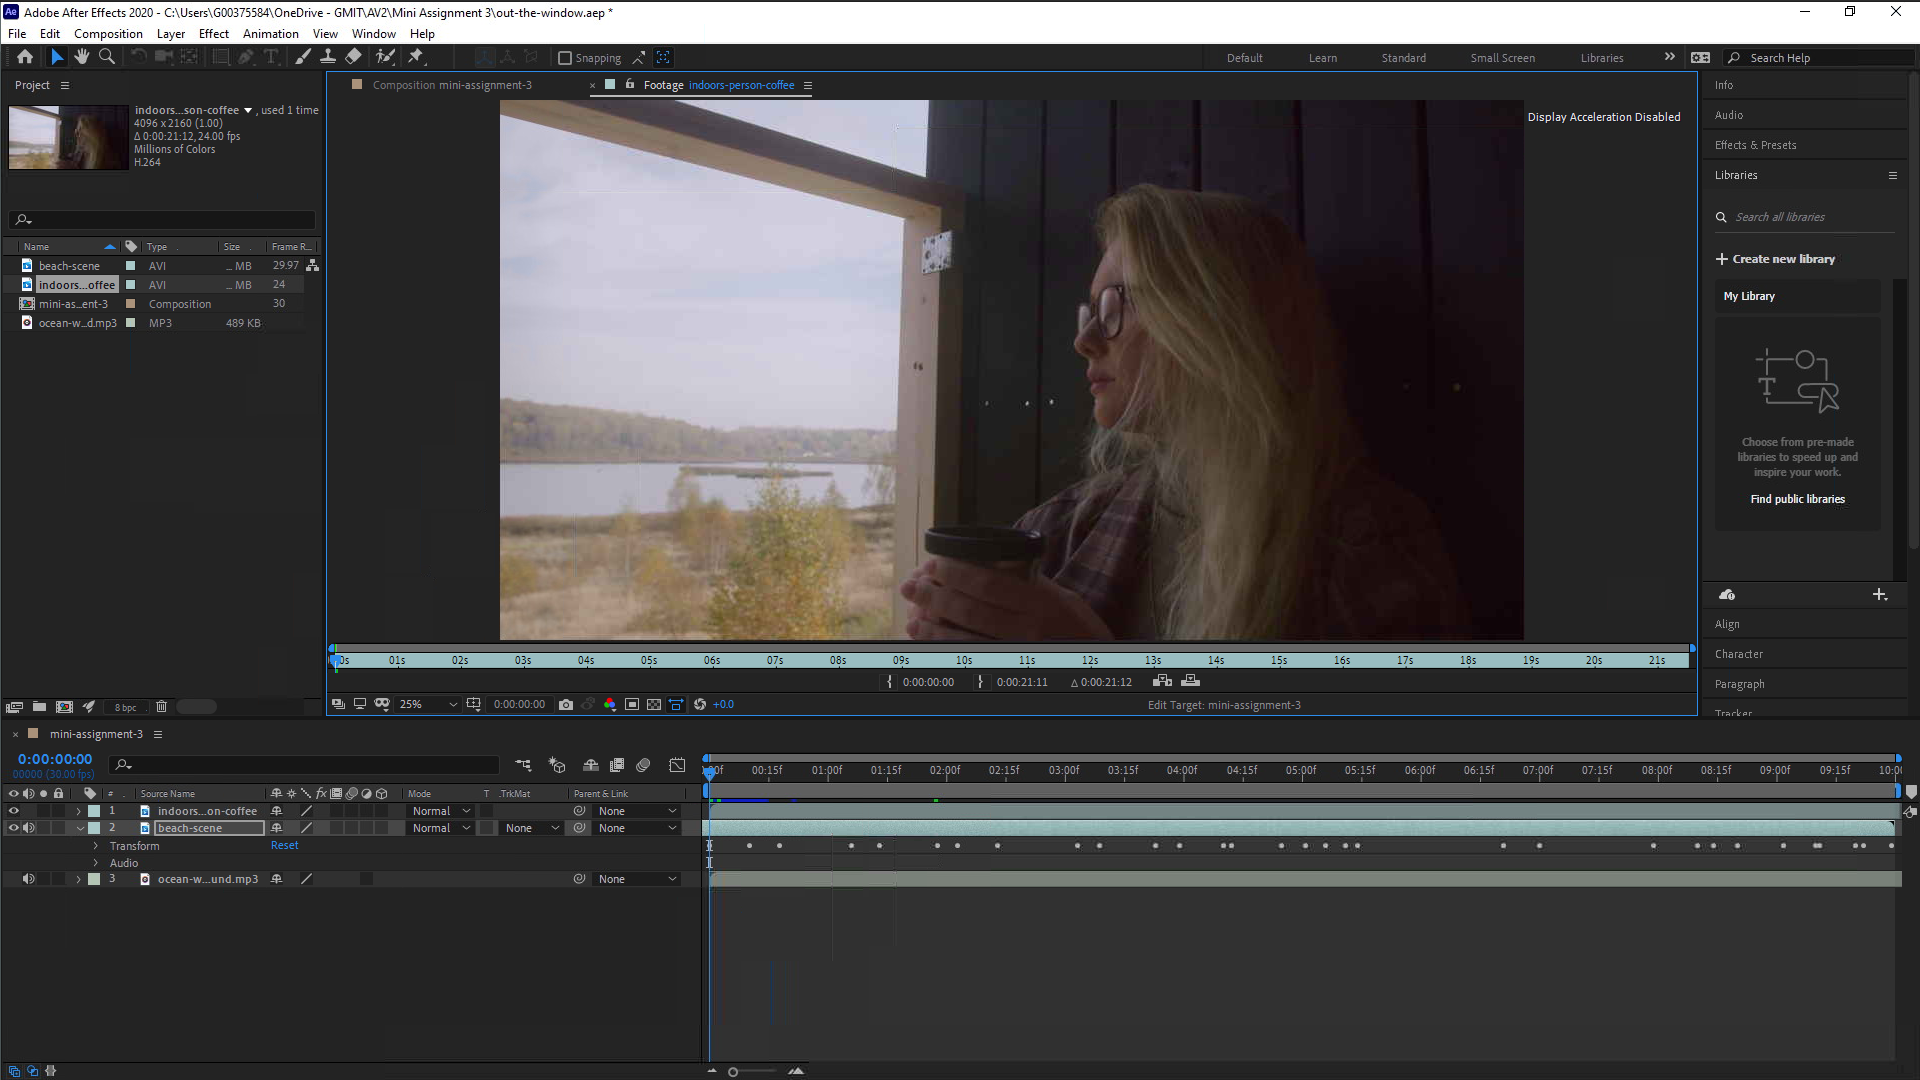 Ae Adobe After Effects 2020 - C:\Users\G00375584\OneDrive - GMIT\AV2\Mini Assignment 3\out-the-window.aep *
File Edit Composition Layer Effect Animation View Window Help
Snapping Default Learn Standard Small Screen Libraries Search Help
Project
indoors...son-coffee , used 1 time
4096 x 2160 (1.00)
Δ 0:00:21:12, 24.00 fps
Millions of Colors
H.264
Name Type Size Frame R...
beach-scene AVI ... MB 29.97
indoors...offee AVI ... MB 24
mini-as...ent-3 Composition 30
ocean-w...d.mp3 MP3 489 KB
8 bpc
Composition mini-assignment-3
Footage indoors-person-coffee
Display Acceleration Disabled
01s 02s 03s 04s 05s 06s 07s 08s 09s 10s 11s 12s 13s 14s 15s 16s 17s 18s 19s 20s 21s
0:00:00:00 0:00:21:11 Δ 0:00:21:12
25% 0:00:00:00 +0.0 Edit Target: mini-assignment-3
Info
Audio
Effects & Presets
Libraries
Search all libraries
Create new library
My Library
Choose from pre-made
libraries to speed up and
inspire your work.
Find public libraries
Align
Character
Paragraph
Tracker
mini-assignment-3
0:00:00:00
00000 (30.00 fps)
00:15f 01:00f 01:15f 02:00f 02:15f 03:00f 03:15f 04:00f 04:15f 05:00f 05:15f 06:00f 06:15f 07:00f 07:15f 08:00f 08:15f 09:00f 09:15f
# Source Name fx Mode T .TrkMat Parent & Link
1 indoors...on-coffee Normal None
2 beach-scene Normal None None
Transform Reset
Audio
3 ocean-w...und.mp3 None